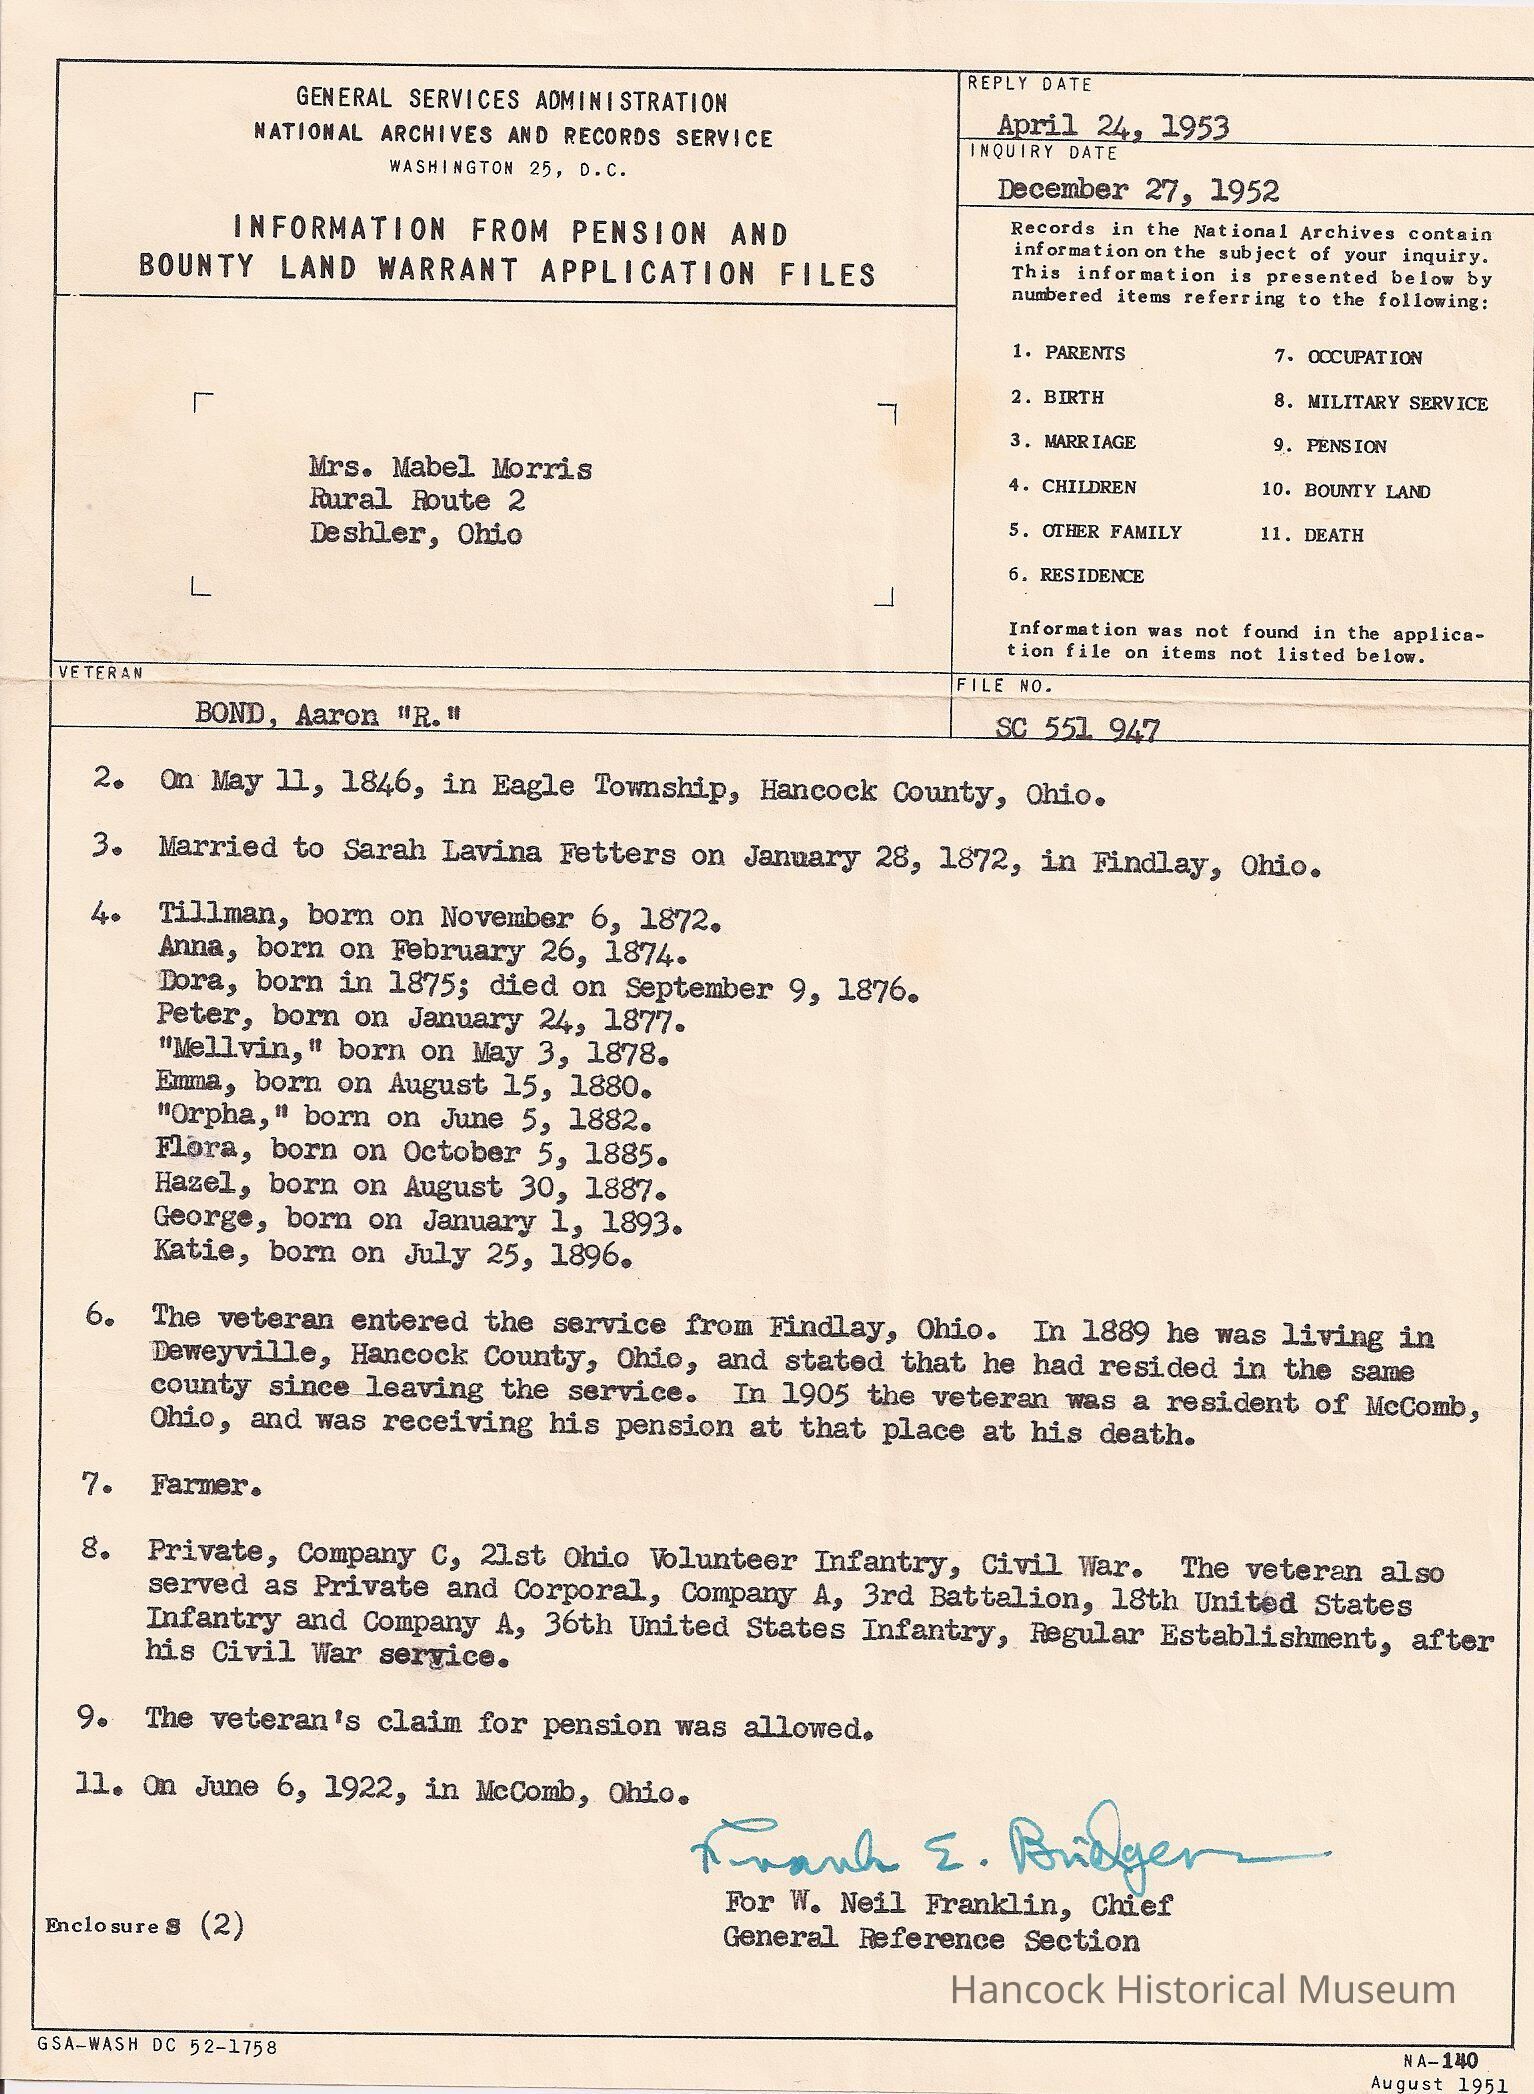 GENERAL SERVICES ADMINISTRATION
NATIONAL ARCHIVES AND RECORDS SERVICE
WASHINGTON 25, D.C.
INFORMATION FROM PENSION AND
BOUNTY LAND WARRANT APPLICATION FILES
REPLY DATE
April 24, 1953
INQUIRY DATE
December 27, 1952
Records in the National Archives contain
information on the subject of your inquiry.
This information is presented below by
numbered items referring to the following:
1. PARENTS
2. BIRTH
3. MARRIAGE
4. CHILDREN
5. OTHER FAMILY
6. RESIDENCE
7. OCCUPATION
8. MILITARY SERVICE
9. PENSION
10. BOUNTY LAND
11. DEATH
Information was not found in the applica-
tion file on items not listed below.
Mrs. Mabel Morris
Rural Route 2
Deshler, Ohio
VETERAN
BOND, Aaron "R."
FILE NO.
SC 551 947
2. On May 11, 1846, in Eagle Township, Hancock County, Ohio.
3. Married to Sarah Lavina Fetters on January 28, 1872, in Findlay, Ohio.
4. Tillman, born on November 6, 1872.
Anna, born on February 26, 1874.
Dora, born in 1875; died on September 9, 1876.
Peter, born on January 24, 1877.
"Mellvin," born on May 3, 1878.
Emma, born on August 15, 1880.
"Orpha," born on June 5, 1882.
Flora, born on October 5, 1885.
Hazel, born on August 30, 1887.
George, born on January 1, 1893.
Katie, born on July 25, 1896.
6. The veteran entered the service from Findlay, Ohio. In 1889 he was living in
Deweyville, Hancock County, Ohio, and stated that he had resided in the same
county since leaving the service. In 1905 the veteran was a resident of McComb,
Ohio, and was receiving his pension at that place at his death.
7. Farmer.
8. Private, Company C, 21st Ohio Volunteer Infantry, Civil War. The veteran also
served as Private and Corporal, Company A, 3rd Battalion, 18th United States
Infantry and Company A, 36th United States Infantry, Regular Establishment, after
his Civil War service.
9. The veteran's claim for pension was allowed.
11. On June 6, 1922, in McComb, Ohio.
Frank E. Bridgers
For W. Neil Franklin, Chief
General Reference Section
Enclosures (2)
Hancock Historical Museum
GSA-WASH DC 52-1758
NA-140
August 1951